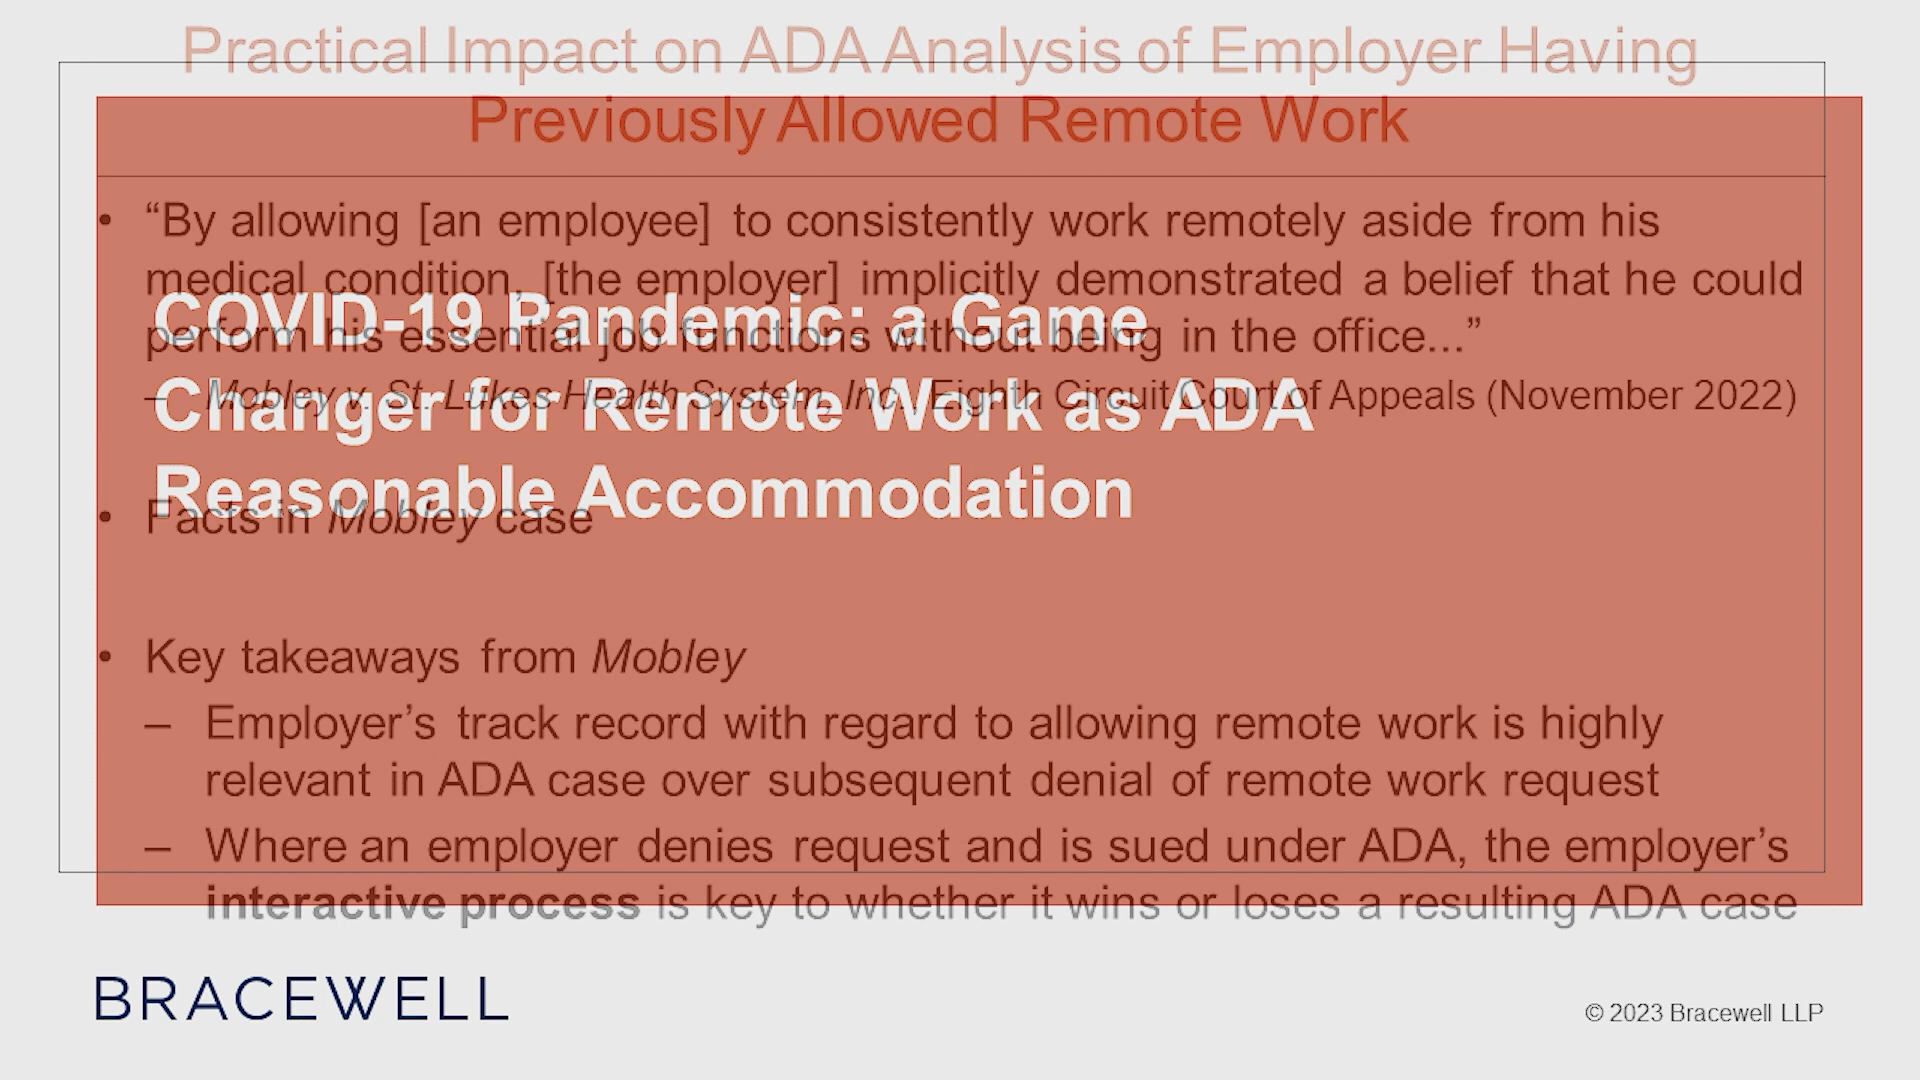 Practical Impact on ADA Analysis of Employer Having
Previously Allowed Remote Work
• “By allowing [an employee] to consistently work remotely aside from his
medical condition, [the employer] implicitly demonstrated a belief that he could
perform his essential job functions without being in the office...”
– Mobley v. St. Lukes Health System, Inc. Eighth Circuit Court of Appeals (November 2022)
• Facts in Mobley case
• Key takeaways from Mobley
– Employer’s track record with regard to allowing remote work is highly
relevant in ADA case over subsequent denial of remote work request
– Where an employer denies request and is sued under ADA, the employer’s
interactive process is key to whether it wins or loses a resulting ADA case
COVID-19 Pandemic: a Game
Changer for Remote Work as ADA
Reasonable Accommodation
BRACEWELL
© 2023 Bracewell LLP